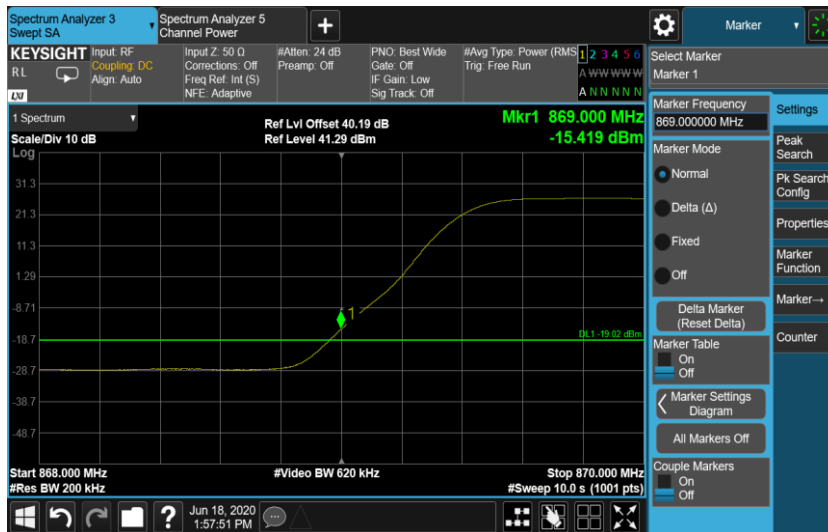 Spectrum Analyzer 3
Swept SA
Spectrum Analyzer 5
Channel Power
Marker
KEYSIGHT
RL
LXI
Input: RF
Coupling: DC
Align: Auto
Input Z: 50 Ω
Corrections: Off
Freq Ref: Int (S)
NFE: Adaptive
#Atten: 24 dB
Preamp: Off
PNO: Best Wide
Gate: Off
IF Gain: Low
Sig Track: Off
#Avg Type: Power (RMS
Trig: Free Run
1 2 3 4 5 6
A W W W W W
A N N N N N
Select Marker
Marker 1
1 Spectrum
Scale/Div 10 dB
Log
Ref Lvl Offset 40.19 dB
Ref Level 41.29 dBm
Mkr1 869.000 MHz
-15.419 dBm
31.3
21.3
11.3
1.29
-8.71
-18.7
-28.7
-38.7
-48.7
1
DL1 -19.02 dBm
Start 868.000 MHz
#Res BW 200 kHz
#Video BW 620 kHz
Stop 870.000 MHz
#Sweep 10.0 s (1001 pts)
Marker Frequency
869.000000 MHz
Marker Mode
Normal
Delta (Δ)
Fixed
Off
Delta Marker
(Reset Delta)
Marker Table
On
Off
Marker Settings
Diagram
All Markers Off
Couple Markers
On
Off
Settings
Peak
Search
Pk Search
Config
Properties
Marker
Function
Marker→
Counter
?
Jun 18, 2020
1:57:51 PM